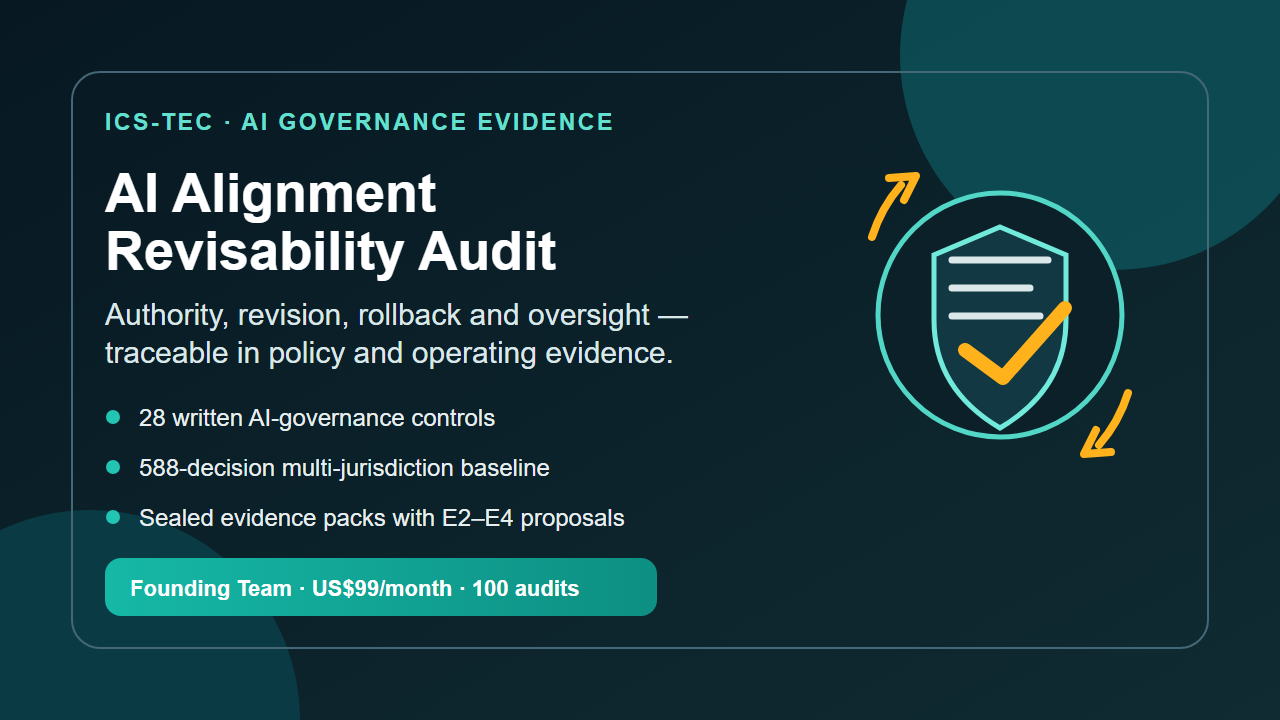 ICS-TEC · AI GOVERNANCE EVIDENCE
AI Alignment
Revisability Audit
Authority, revision, rollback and oversight —
traceable in policy and operating evidence.
28 written AI-governance controls
588-decision multi-jurisdiction baseline
Sealed evidence packs with E2–E4 proposals
Founding Team · US$99/month · 100 audits